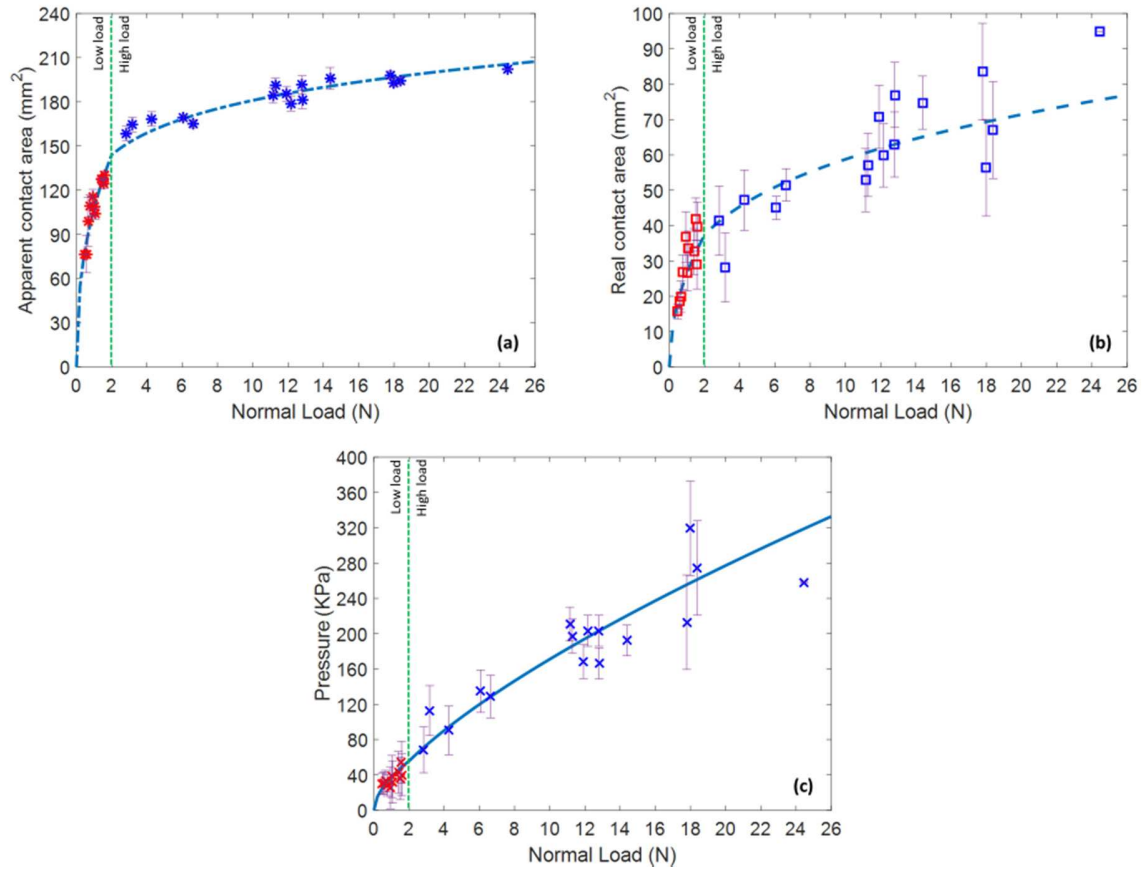 240
210
180
150
120
90
60
30
0
Apparent contact area (mm²)
Low load
High load
(a)
0 2 4 6 8 10 12 14 16 18 20 22 24 26
Normal Load (N)
100
90
80
70
60
50
40
30
20
10
0
Real contact area (mm²)
Low load
High load
(b)
0 2 4 6 8 10 12 14 16 18 20 22 24 26
Normal Load (N)
400
360
320
280
240
200
160
120
80
40
0
Pressure (KPa)
Low load
High load
(c)
0 2 4 6 8 10 12 14 16 18 20 22 24 26
Normal Load (N)